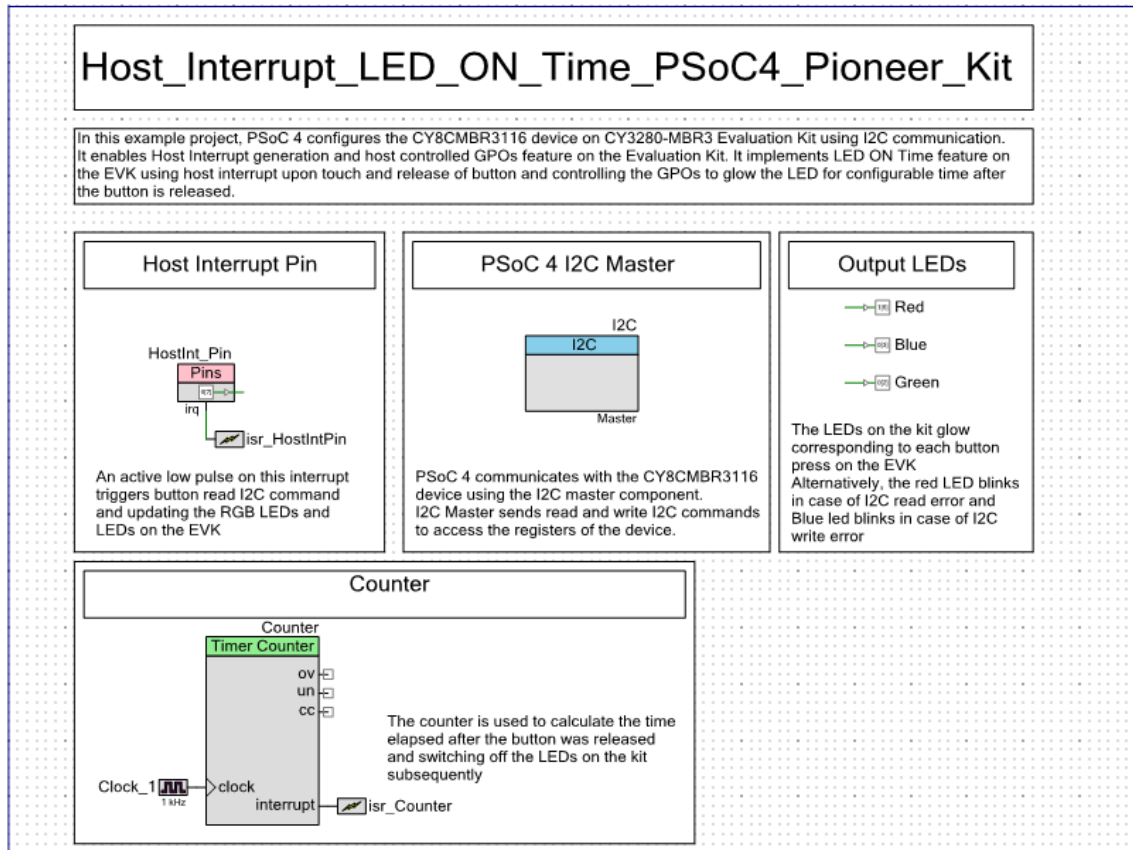 Host_Interrupt_LED_ON_Time_PSoC4_Pioneer_Kit
In this example project, PSoC 4 configures the CY8CMBR3116 device on CY3280-MBR3 Evaluation Kit using I2C communication.
It enables Host Interrupt generation and host controlled GPOs feature on the Evaluation Kit. It implements LED ON Time feature on
the EVK using host interrupt upon touch and release of button and controlling the GPOs to glow the LED for configurable time after
the button is released.
Host Interrupt Pin
HostInt_Pin
Pins
irq
isr_HostIntPin
An active low pulse on this interrupt
triggers button read I2C command
and updating the RGB LEDs and
LEDs on the EVK
PSoC 4 I2C Master
I2C
I2C
Master
PSoC 4 communicates with the CY8CMBR3116
device using the I2C master component.
I2C Master sends read and write I2C commands
to access the registers of the device.
Output LEDs
Red
Blue
Green
The LEDs on the kit glow
corresponding to each button
press on the EVK
Alternatively, the red LED blinks
in case of I2C read error and
Blue led blinks in case of I2C
write error
Counter
Counter
Timer Counter
ov
un
cc
Clock_1
1 kHz
clock
interrupt
isr_Counter
The counter is used to calculate the time
elapsed after the button was released
and switching off the LEDs on the kit
subsequently